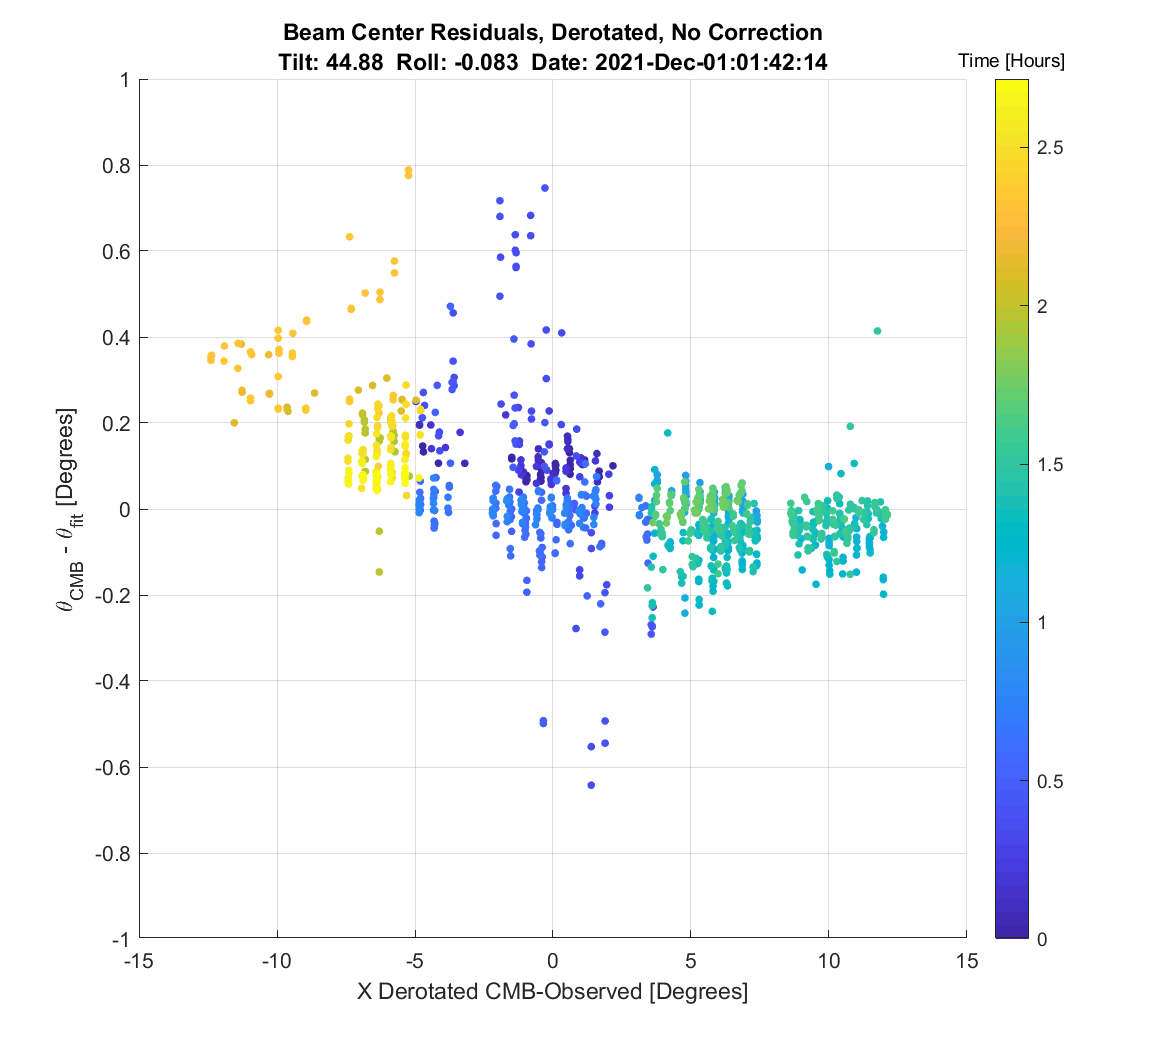 Beam Center Residuals, Derotated, No Correction
Tilt: 44.88 Roll: -0.083 Date: 2021-Dec-01:01:42:14
Time [Hours]
1
0.8
0.6
0.4
0.2
0
-0.2
-0.4
-0.6
-0.8
-1
θCMB - θfit [Degrees]
-15 -10 -5 0 5 10 15
X Derotated CMB-Observed [Degrees]
2.5
2
1.5
1
0.5
0